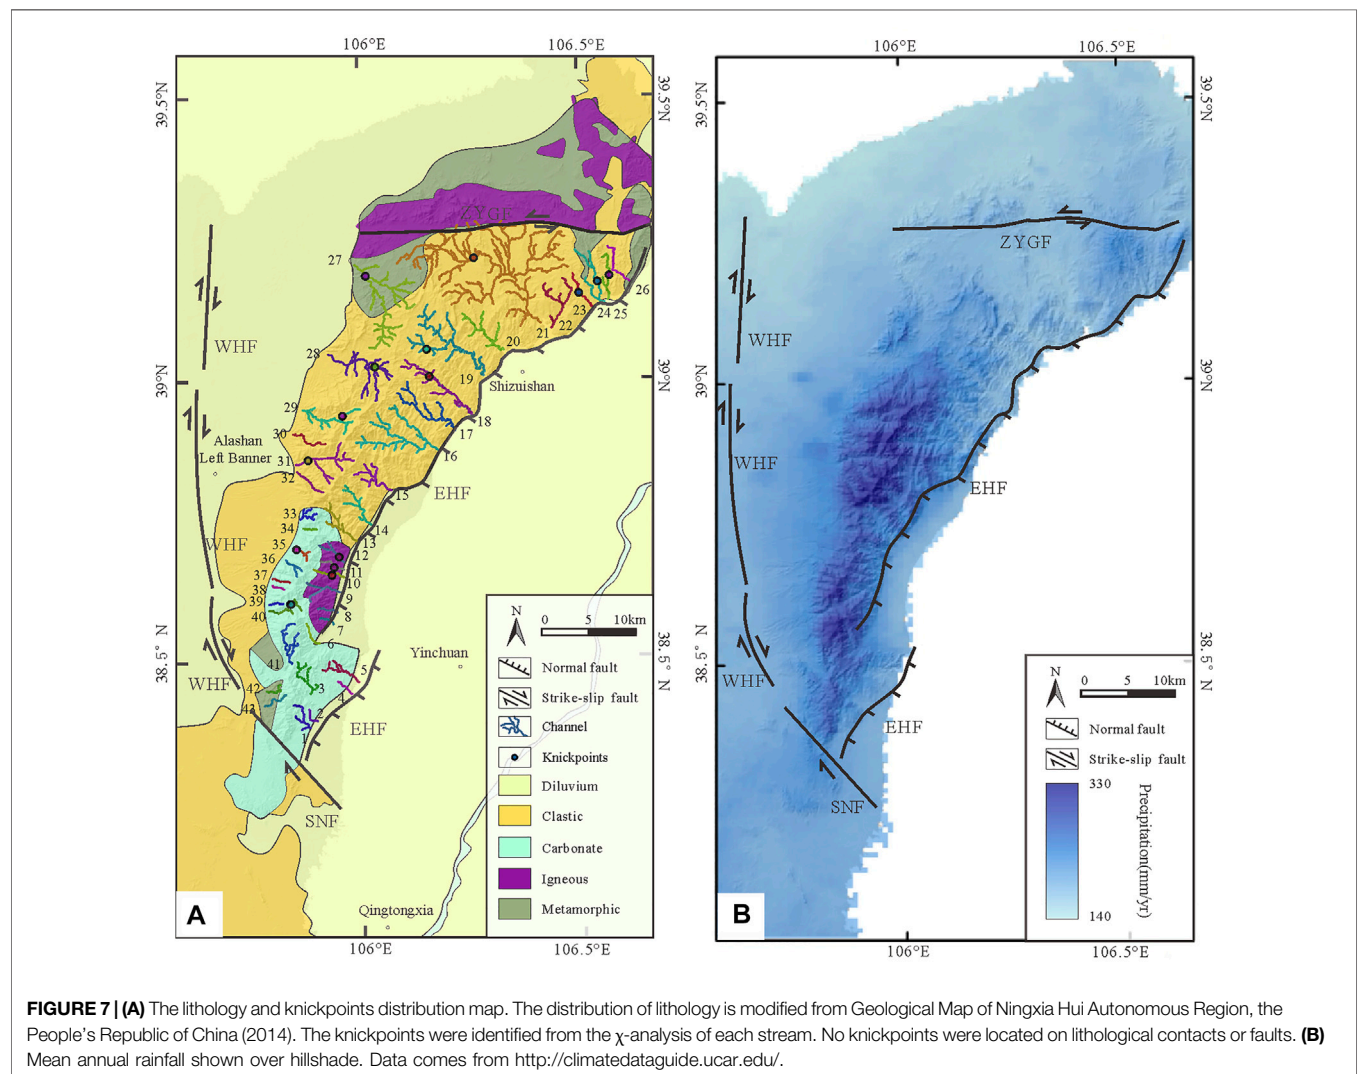 106°E
106.5°E
39.5°N
39.5°N
ZYGF
27
26
25
24
23
22
21
20
WHF
28
19
39°N
39°N
Shizuishan
29
18
17
30
Alashan
Left Banner
16
31
32
15
EHF
33
14
34
13
WHF
35
12
36
11
37
10
38
9
39
8
40
7
6
38.5° N
Yinchuan
41
5
WHF
42
3
4
43
2
EHF
1
SNF
Qingtongxia
A
N
0 5 10km
Normal fault
Strike-slip fault
Channel
Knickpoints
Diluvium
Clastic
Carbonate
Igneous
Metamorphic
38.5° N
106°E
106°E
106.5°E
39.5°N
39.5°N
ZYGF
WHF
39°N
39°N
WHF
EHF
38.5° N
38.5° N
WHF
EHF
SNF
B
N
0 5 10km
Normal fault
Strike-slip fault
330
Precipitation(mm/yr)
140
106°E
106.5°E
FIGURE 7 | (A) The lithology and knickpoints distribution map. The distribution of lithology is modified from Geological Map of Ningxia Hui Autonomous Region, the
People's Republic of China (2014). The knickpoints were identified from the χ-analysis of each stream. No knickpoints were located on lithological contacts or faults. (B)
Mean annual rainfall shown over hillshade. Data comes from http://climatedataguide.ucar.edu/.